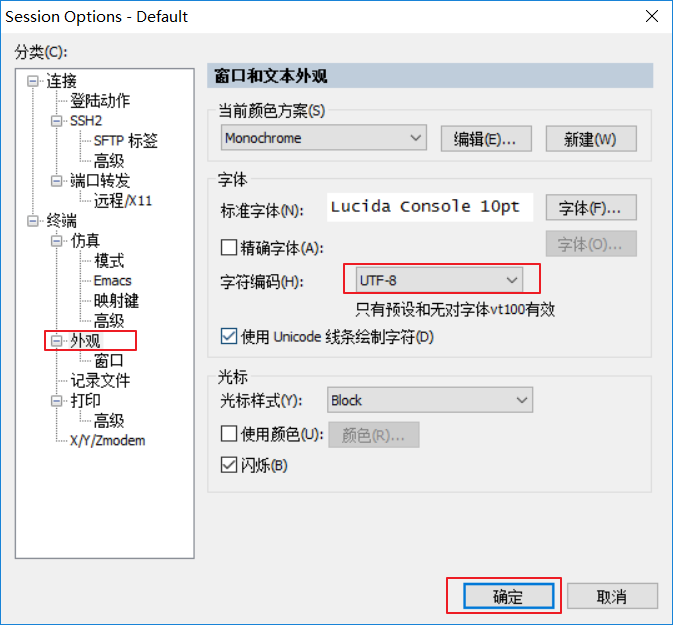 Session Options - Default
分类(C):
连接
登陆动作
SSH2
SFTP 标签
高级
端口转发
远程/X11
终端
仿真
模式
Emacs
映射键
高级
外观
窗口
记录文件
打印
高级
X/Y/Zmodem
窗口和文本外观
当前颜色方案(S)
Monochrome
编辑(E)...
新建(W)
字体
标准字体(N):
Lucida Console 10pt
字体(F)...
精确字体(A):
字体(O)...
字符编码(H):
UTF-8
只有预设和无对字体vt100有效
使用 Unicode 线条绘制字符(D)
光标
光标样式(Y):
Block
使用颜色(U):
颜色(R)...
闪烁(B)
确定
取消